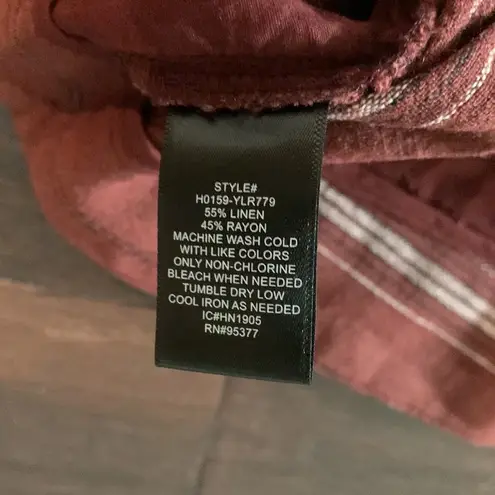 STYLE#
H0159-YLR779
55% LINEN
45% RAYON
MACHINE WASH COLD
WITH LIKE COLORS
ONLY NON-CHLORINE
BLEACH WHEN NEEDED
TUMBLE DRY LOW
COOL IRON AS NEEDED
IC#HN1905
RN#95377